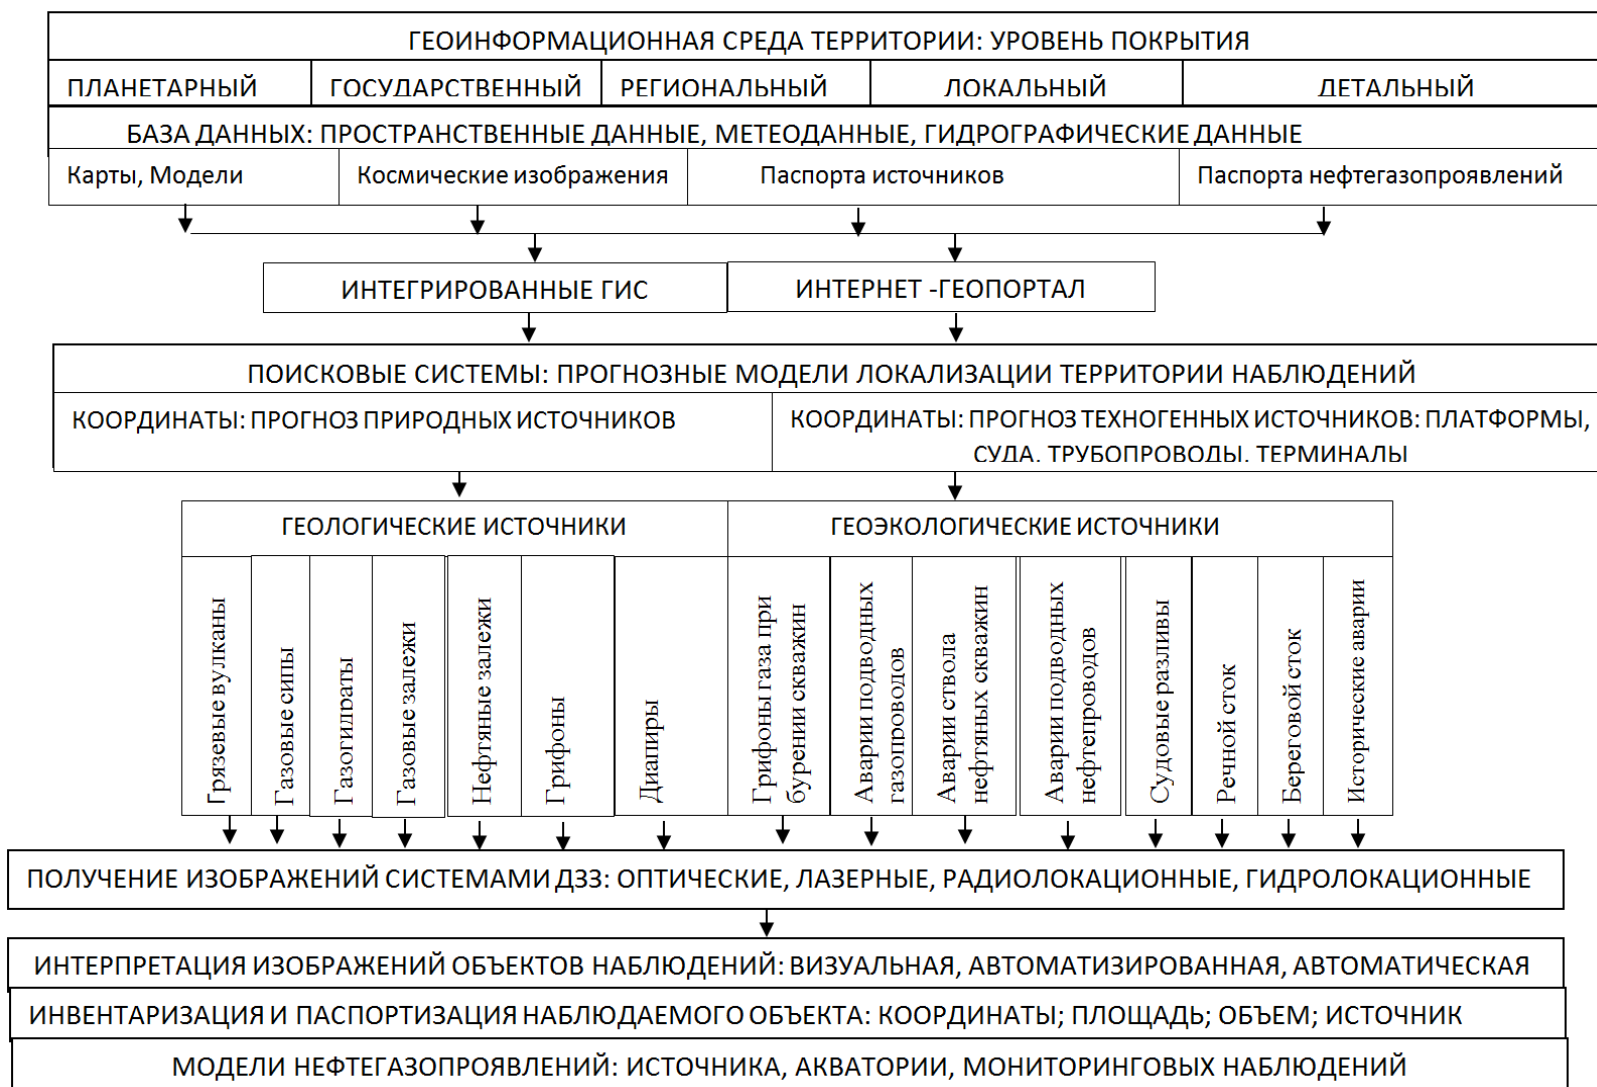 ГЕОИНФОРМАЦИОННАЯ СРЕДА ТЕРРИТОРИИ: УРОВЕНЬ ПОКРЫТИЯ
ПЛАНЕТАРНЫЙ
ГОСУДАРСТВЕННЫЙ
РЕГИОНАЛЬНЫЙ
ЛОКАЛЬНЫЙ
ДЕТАЛЬНЫЙ
БАЗА ДАННЫХ: ПРОСТРАНСТВЕННЫЕ ДАННЫЕ, МЕТЕОДАННЫЕ, ГИДРОГРАФИЧЕСКИЕ ДАННЫЕ
Карты, Модели
Космические изображения
Паспорта источников
Паспорта нефтегазопроявлений
ИНТЕГРИРОВАННЫЕ ГИС
ИНТЕРНЕТ -ГЕОПОРТАЛ
ПОИСКОВЫЕ СИСТЕМЫ: ПРОГНОЗНЫЕ МОДЕЛИ ЛОКАЛИЗАЦИИ ТЕРРИТОРИИ НАБЛЮДЕНИЙ
КООРДИНАТЫ: ПРОГНОЗ ПРИРОДНЫХ ИСТОЧНИКОВ
КООРДИНАТЫ: ПРОГНОЗ ТЕХНОГЕННЫХ ИСТОЧНИКОВ: ПЛАТФОРМЫ,
СУДА, ТРУБОПРОВОДЫ, ТЕРМИНАЛЫ
ГЕОЛОГИЧЕСКИЕ ИСТОЧНИКИ
ГЕОЭКОЛОГИЧЕСКИЕ ИСТОЧНИКИ
Грязевые вулканы
Газовые сипы
Газогидраты
Газовые залежи
Нефтяные залежи
Грифоны
Диапиры
Грифоны газа при
бурении скважин
Аварии подводных
газопроводов
Аварии ствола
нефтяных скважин
Аварии подводных
нефтепроводов
Судовые разливы
Речной сток
Береговой сток
Исторические аварии
ПОЛУЧЕНИЕ ИЗОБРАЖЕНИЙ СИСТЕМАМИ ДЗЗ: ОПТИЧЕСКИЕ, ЛАЗЕРНЫЕ, РАДИОЛОКАЦИОННЫЕ, ГИДРОЛОКАЦИОННЫЕ
ИНТЕРПРЕТАЦИЯ ИЗОБРАЖЕНИЙ ОБЪЕКТОВ НАБЛЮДЕНИЙ: ВИЗУАЛЬНАЯ, АВТОМАТИЗИРОВАННАЯ, АВТОМАТИЧЕСКАЯ
ИНВЕНТАРИЗАЦИЯ И ПАСПОРТИЗАЦИЯ НАБЛЮДАЕМОГО ОБЪЕКТА: КООРДИНАТЫ; ПЛОЩАДЬ; ОБЪЕМ; ИСТОЧНИК
МОДЕЛИ НЕФТЕГАЗОПРОЯВЛЕНИЙ: ИСТОЧНИКА, АКВАТОРИИ, МОНИТОРИНГОВЫХ НАБЛЮДЕНИЙ